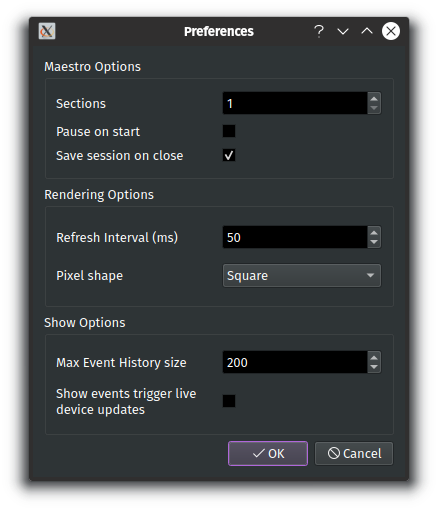 Preferences
Maestro Options
Sections 1
Pause on start
Save session on close
Rendering Options
Refresh Interval (ms) 50
Pixel shape Square
Show Options
Max Event History size 200
Show events trigger live
device updates
OK Cancel